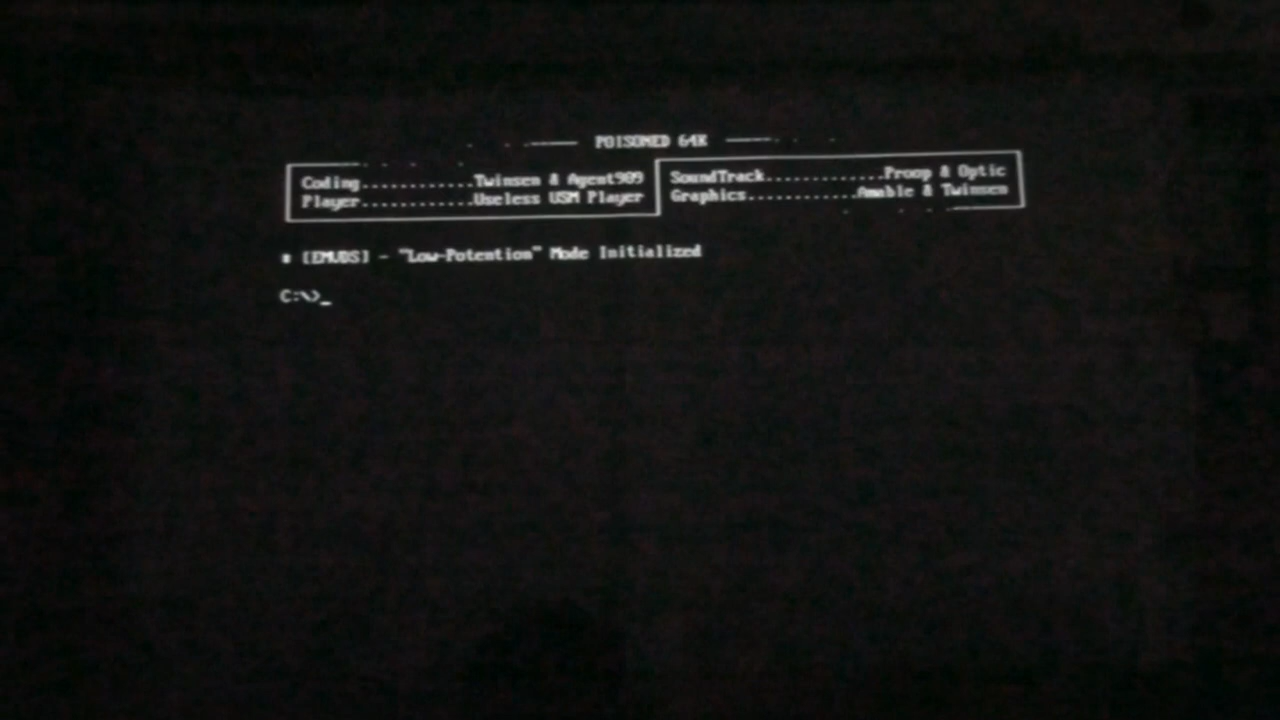 POISONED 64K
Coding............Twinsen & Agent909
Player............Useless USM Player
SoundTrack.............Proop & Optic
Graphics............Amable & Twinsen
■ [EMUDS] - "Low-Potention" Mode Initialized
C:\>_